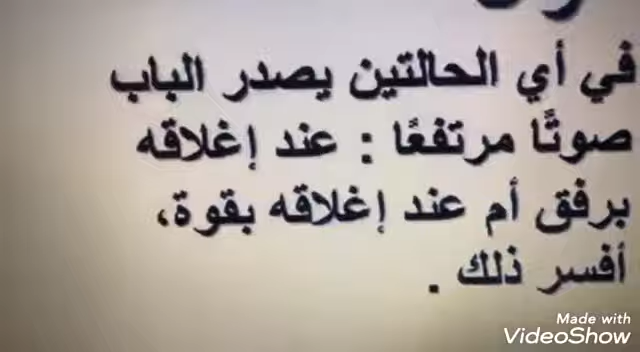 في أي الحالتين يصدر الباب
صوتًا مرتفعًا : عند إغلاقه
برفق أم عند إغلاقه بقوة،
أفسر ذلك .
Made with
VideoShow